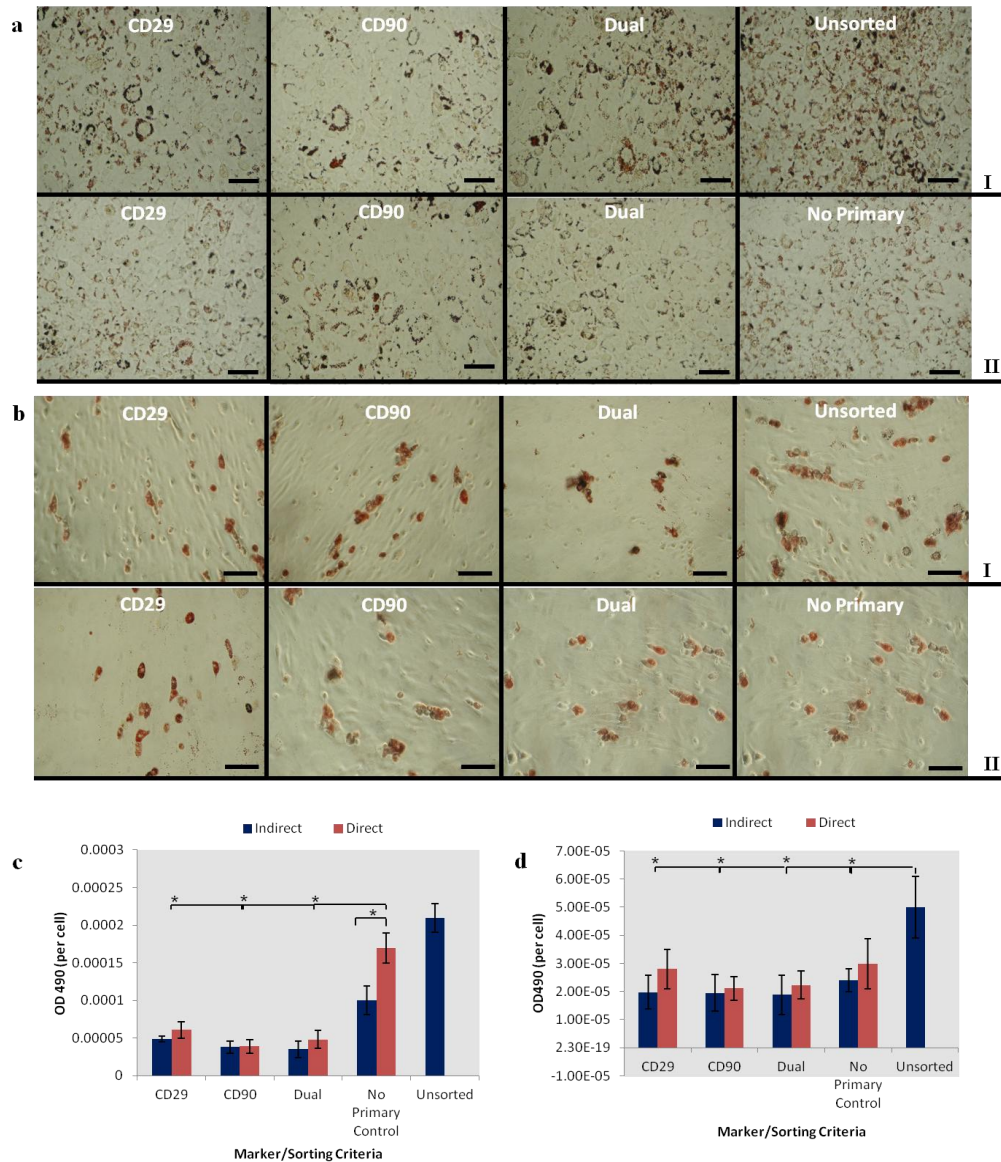 a
CD29 CD90 Dual Unsorted
I
CD29 CD90 Dual No Primary
II
b
CD29 CD90 Dual Unsorted
I
CD29 CD90 Dual No Primary
II
c
Indirect Direct
OD 490 (per cell)
0.0003
0.00025
0.0002
0.00015
0.0001
0.00005
0
* * * *
*
CD29 CD90 Dual No Primary Control Unsorted
Marker/Sorting Criteria
d
Indirect Direct
OD490 (per cell)
7.00E-05
6.00E-05
5.00E-05
4.00E-05
3.00E-05
2.00E-05
1.00E-05
2.30E-19
-1.00E-05
* * * *
CD29 CD90 Dual No Primary Control Unsorted
Marker/Sorting Criteria